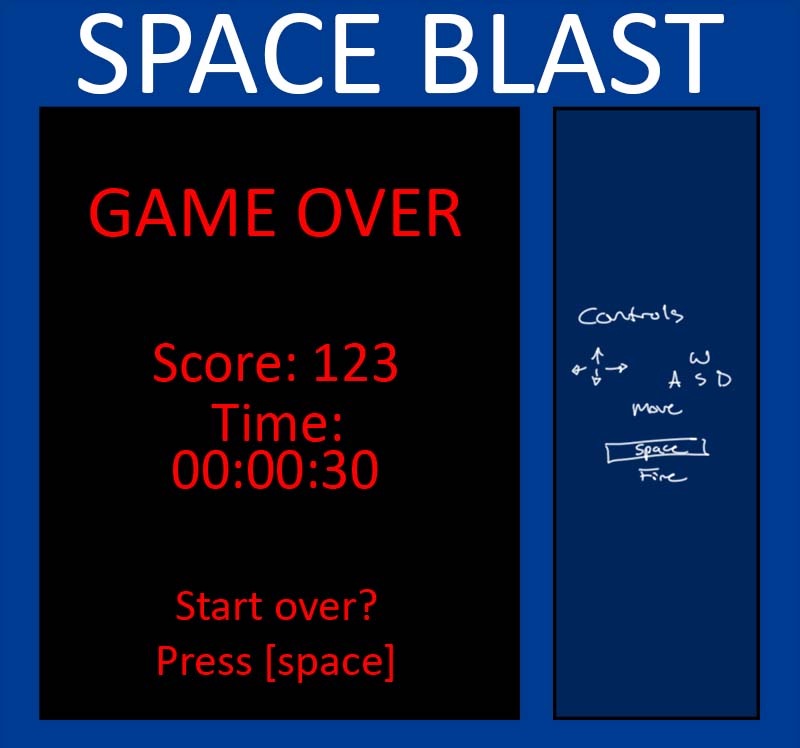 SPACE BLAST
GAME OVER
Score: 123
Time:
00:00:30
Start over?
Press [space]
Controls
W
A S D
Move
Space
Fire